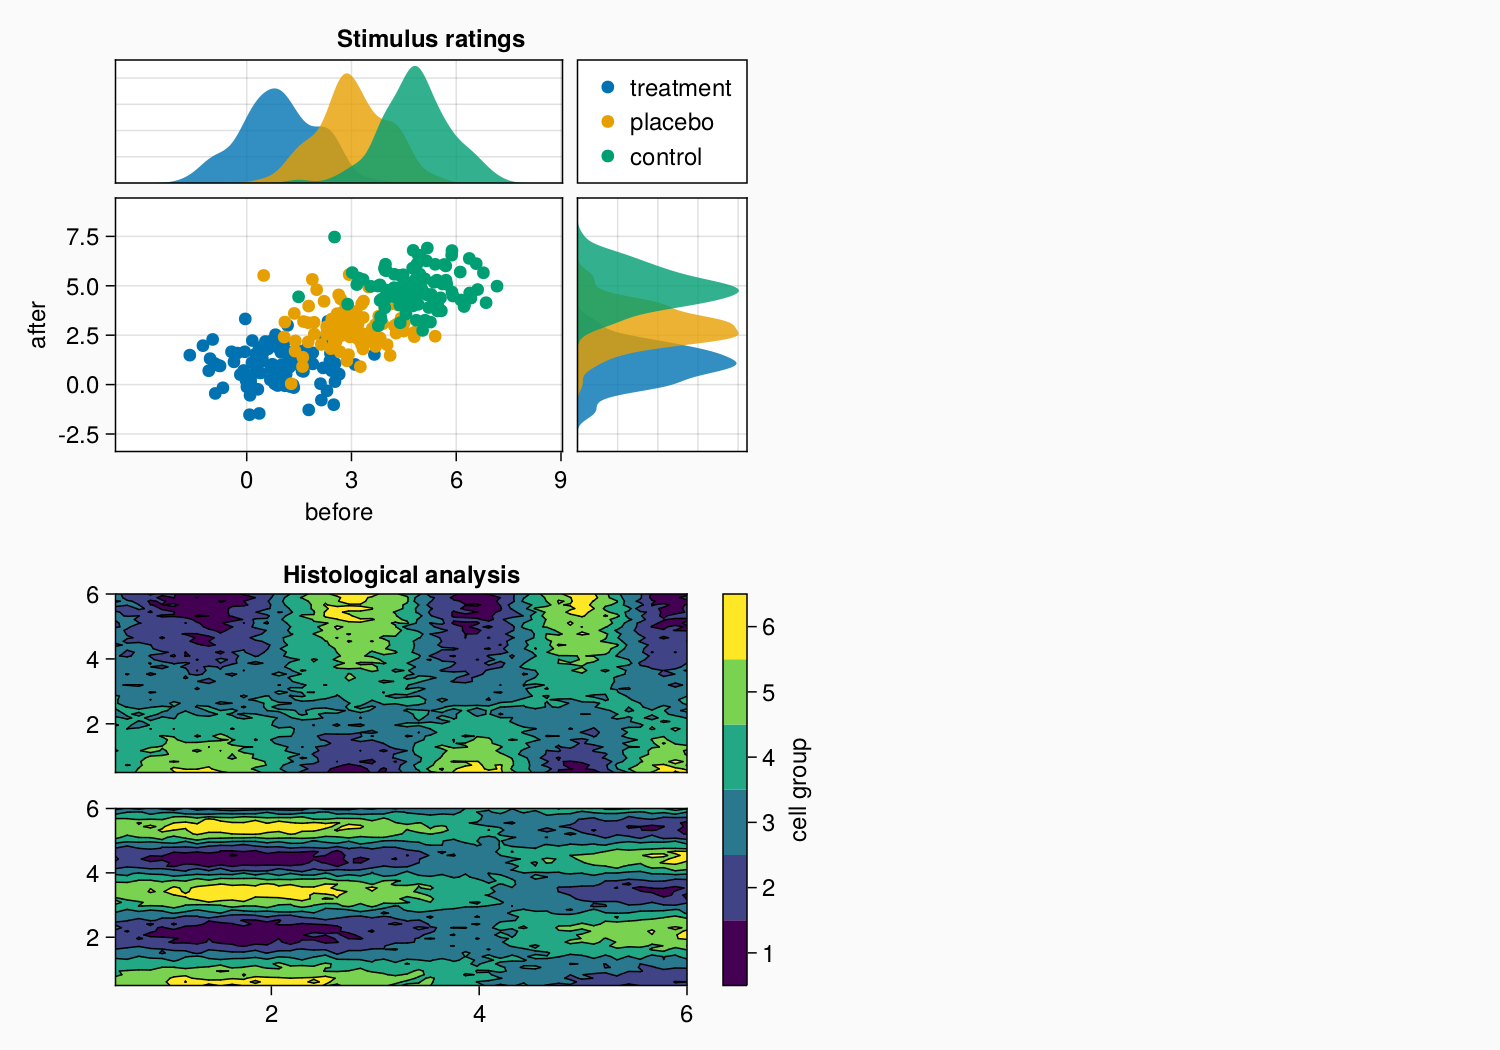 Stimulus ratings
treatment
placebo
control
7.5
5.0
2.5
0.0
-2.5
after
0 3 6 9
before
Histological analysis
6
4
2
6
4
2
2 4 6
6
5
4
3
2
1
cell group